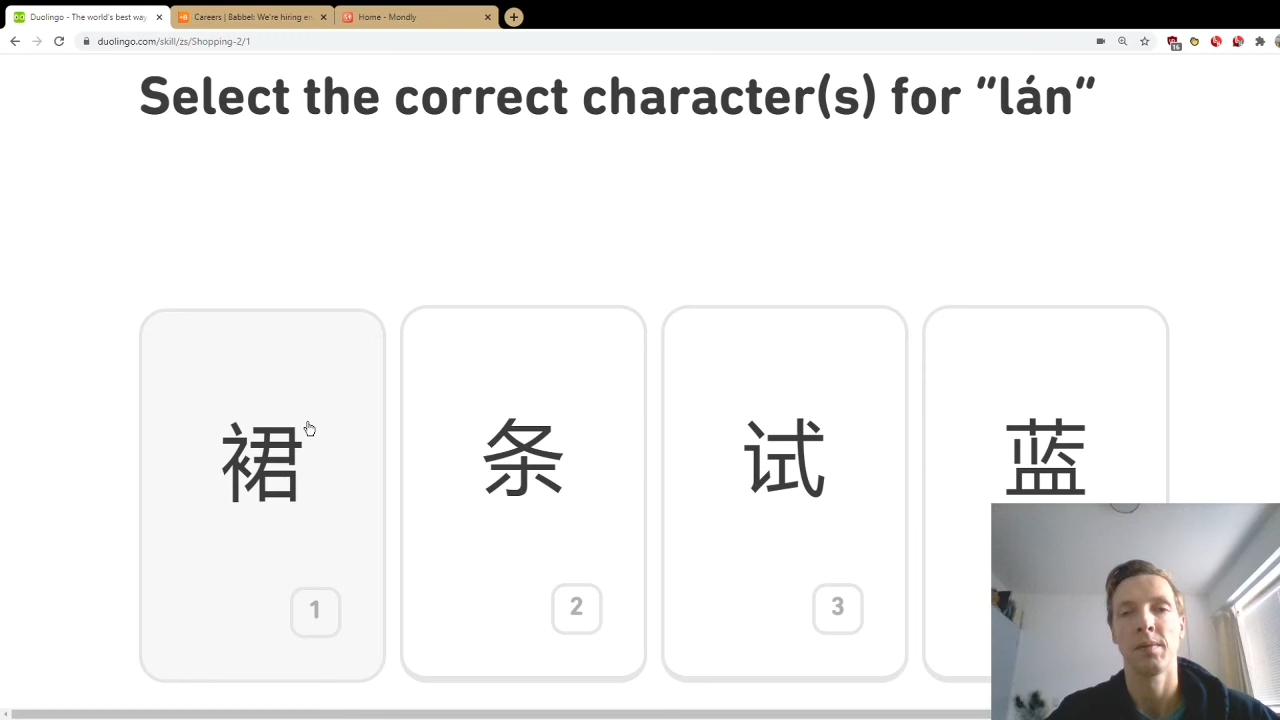 Duolingo - The world's best way
Careers | Babbel: We're hiring en
Home - Mondly
duolingo.com/skill/zs/Shopping-2/1
16
Select the correct character(s) for “lán“
裙
条
试
蓝
1
2
3